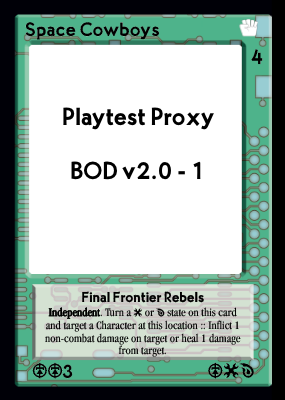 Space Cowboys
4
Playtest Proxy
BOD v2.0 - 1
Final Frontier Rebels
Independent. Turn a or state on this card
and target a Character at this location :: Inflict 1
non-combat damage on target or heal 1 damage
from target.
3